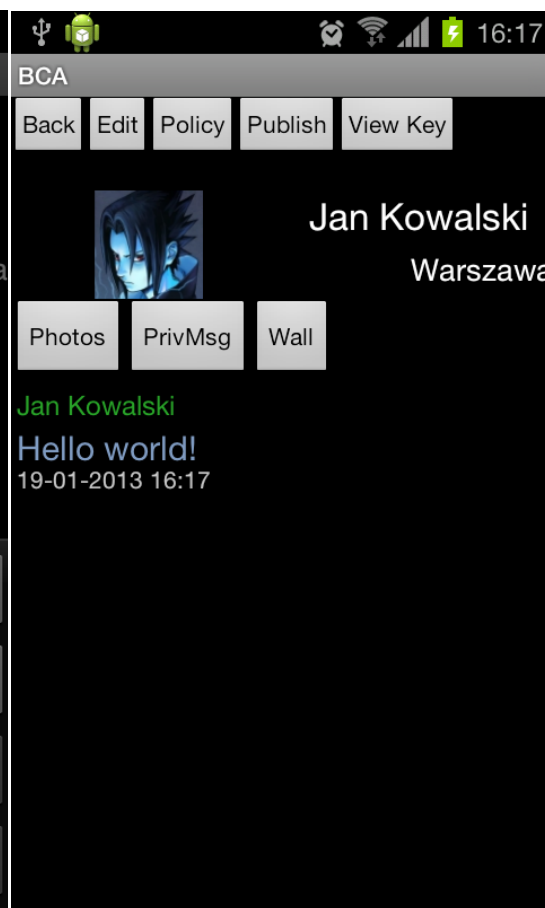 16:17
BCA
Back Edit Policy Publish View Key
Jan Kowalski
Warszawa
Photos PrivMsg Wall
Jan Kowalski
Hello world!
19-01-2013 16:17